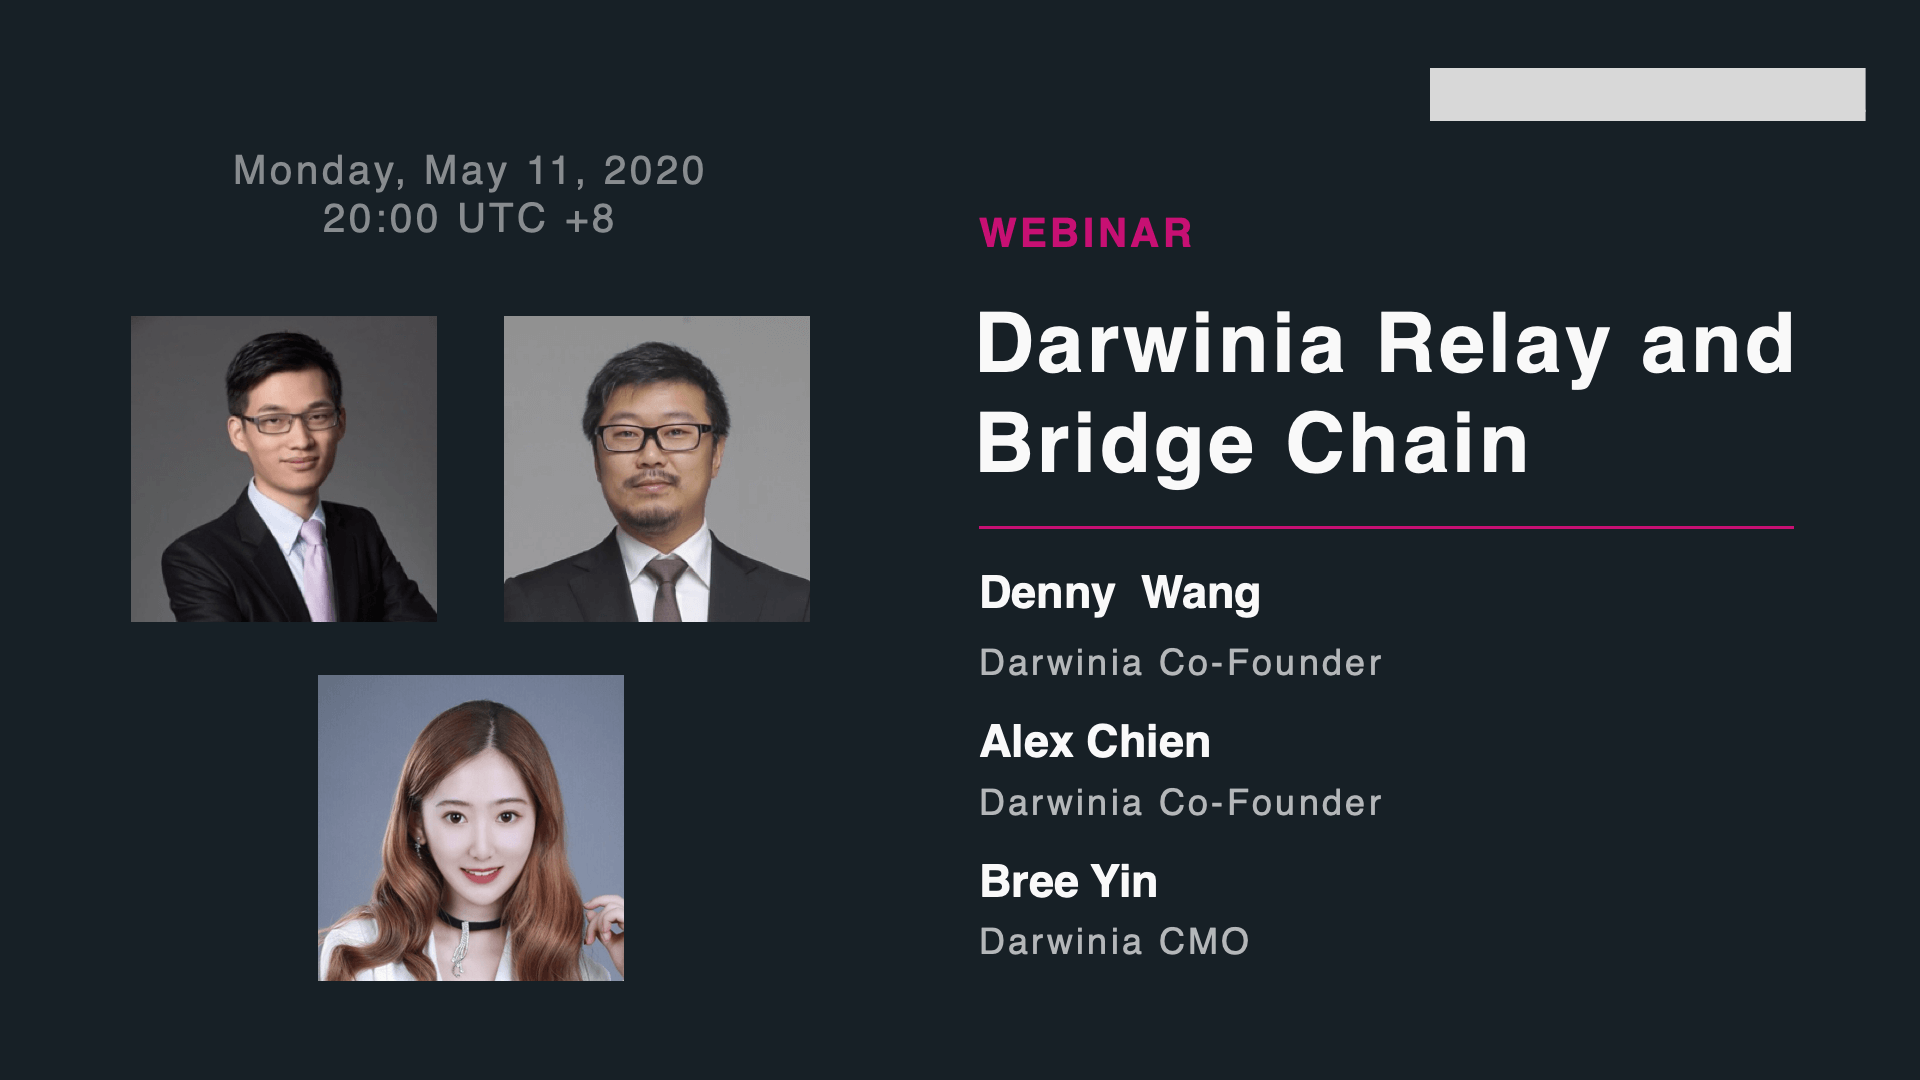 Monday, May 11, 2020
20:00 UTC +8
WEBINAR
Darwinia Relay and
Bridge Chain
Denny  Wang
Darwinia Co-Founder
Alex Chien
Darwinia Co-Founder
Bree Yin
Darwinia CMO